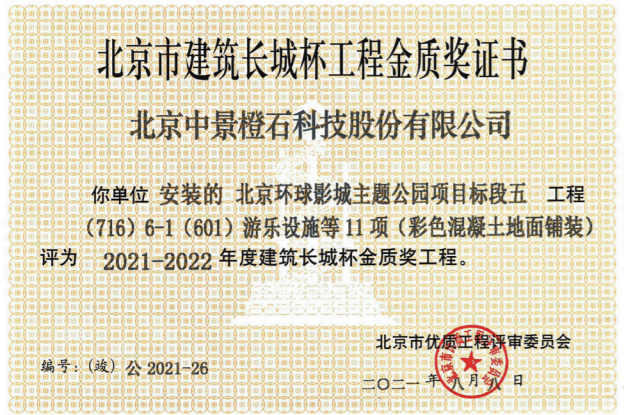 北京市建筑长城杯工程金质奖证书
北京中景橙石科技股份有限公司
你单位 安装的 北京环球影城主题公园项目标段五 工程
(716) 6-1 (601) 游乐设施等 11 项 (彩色混凝土地面铺装)
评为 2021-2022 年度建筑长城杯金质奖工程。
北京市优质工程评审委员会
编号: (竣) 公 2021-26
二〇二一 年 八月 八 日